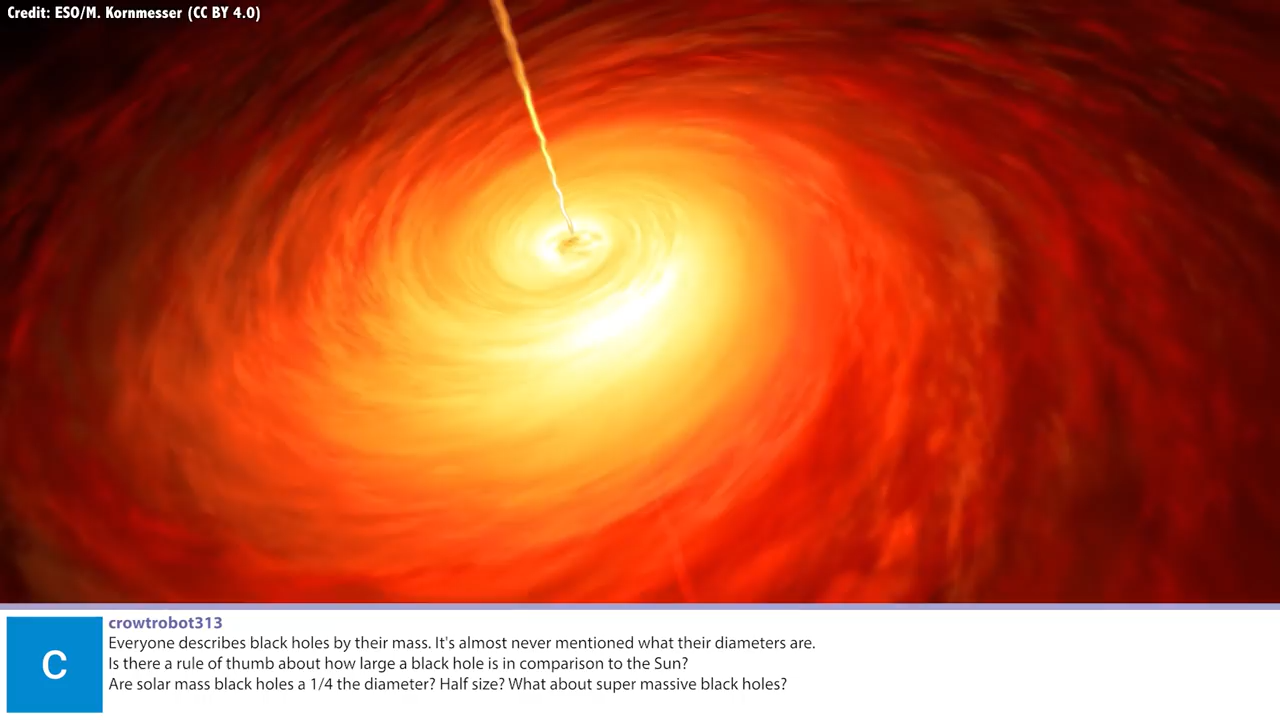 Credit: ESO/M. Kornmesser (CC BY 4.0)
crowtrobot313
C
Everyone describes black holes by their mass. It's almost never mentioned what their diameters are.
Is there a rule of thumb about how large a black hole is in comparison to the Sun?
Are solar mass black holes a 1/4 the diameter? Half size? What about super massive black holes?